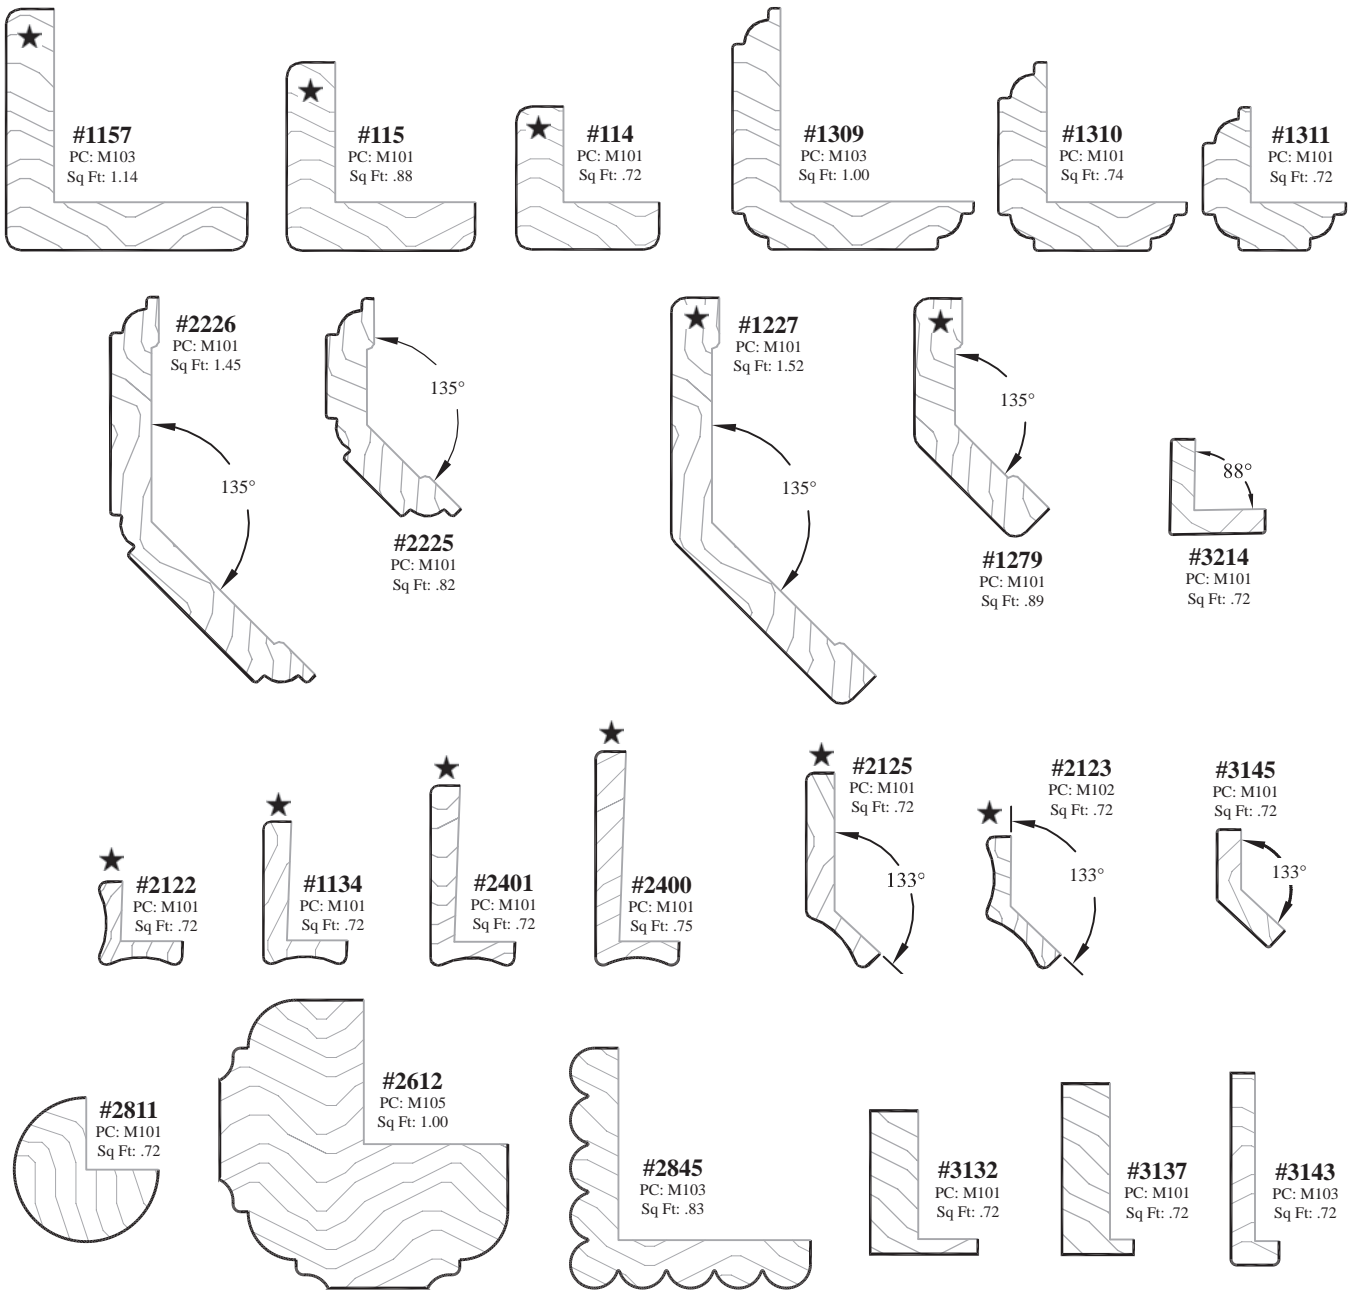 #1157
PC: M103
Sq Ft: 1.14
#115
PC: M101
Sq Ft: .88
#114
PC: M101
Sq Ft: .72
#1309
PC: M103
Sq Ft: 1.00
#1310
PC: M101
Sq Ft: .74
#1311
PC: M101
Sq Ft: .72
#2226
PC: M101
Sq Ft: 1.45
135°
135°
#2225
PC: M101
Sq Ft: .82
#1227
PC: M101
Sq Ft: 1.52
135°
135°
#1279
PC: M101
Sq Ft: .89
88°
#3214
PC: M101
Sq Ft: .72
#2122
PC: M101
Sq Ft: .72
#1134
PC: M101
Sq Ft: .72
#2401
PC: M101
Sq Ft: .72
#2400
PC: M101
Sq Ft: .75
#2125
PC: M101
Sq Ft: .72
133°
#2123
PC: M102
Sq Ft: .72
133°
#3145
PC: M101
Sq Ft: .72
133°
#2811
PC: M101
Sq Ft: .72
#2612
PC: M105
Sq Ft: 1.00
#2845
PC: M103
Sq Ft: .83
#3132
PC: M101
Sq Ft: .72
#3137
PC: M101
Sq Ft: .72
#3143
PC: M103
Sq Ft: .72